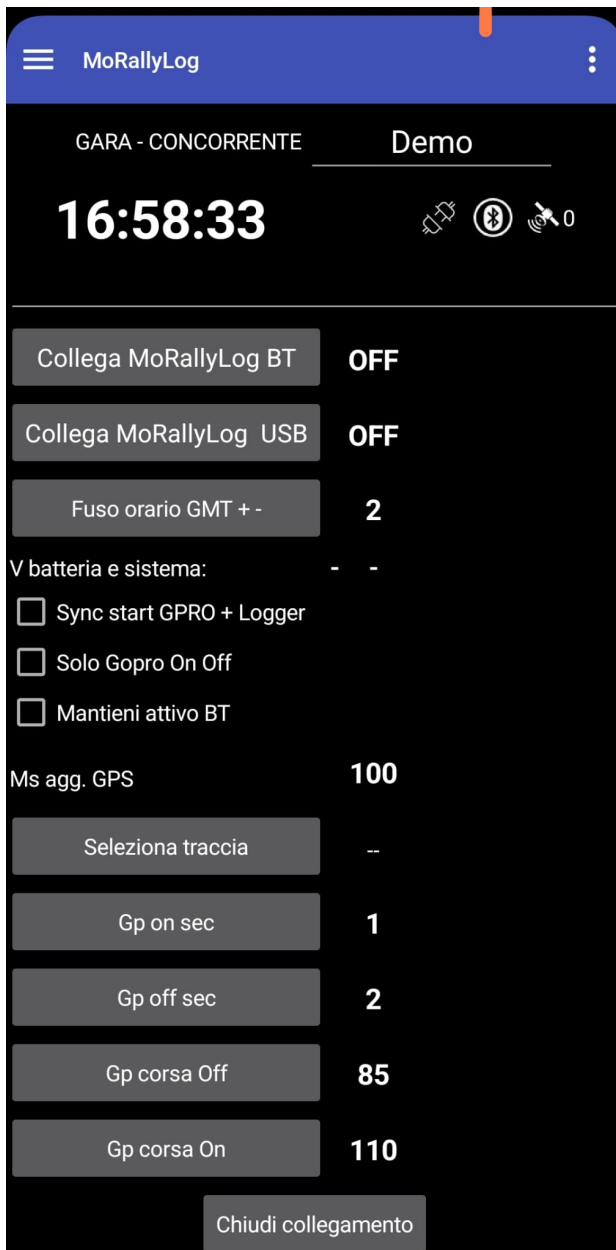 MoRallyLog
GARA - CONCORRENTE Demo
16:58:33 0
Collega MoRallyLog BT OFF
Collega MoRallyLog  USB OFF
Fuso orario GMT + - 2
V batteria e sistema: - -
Sync start GPRO + Logger
Solo Gopro On Off
Mantieni attivo BT
Ms agg. GPS 100
Seleziona traccia --
Gp on sec 1
Gp off sec 2
Gp corsa Off 85
Gp corsa On 110
Chiudi collegamento